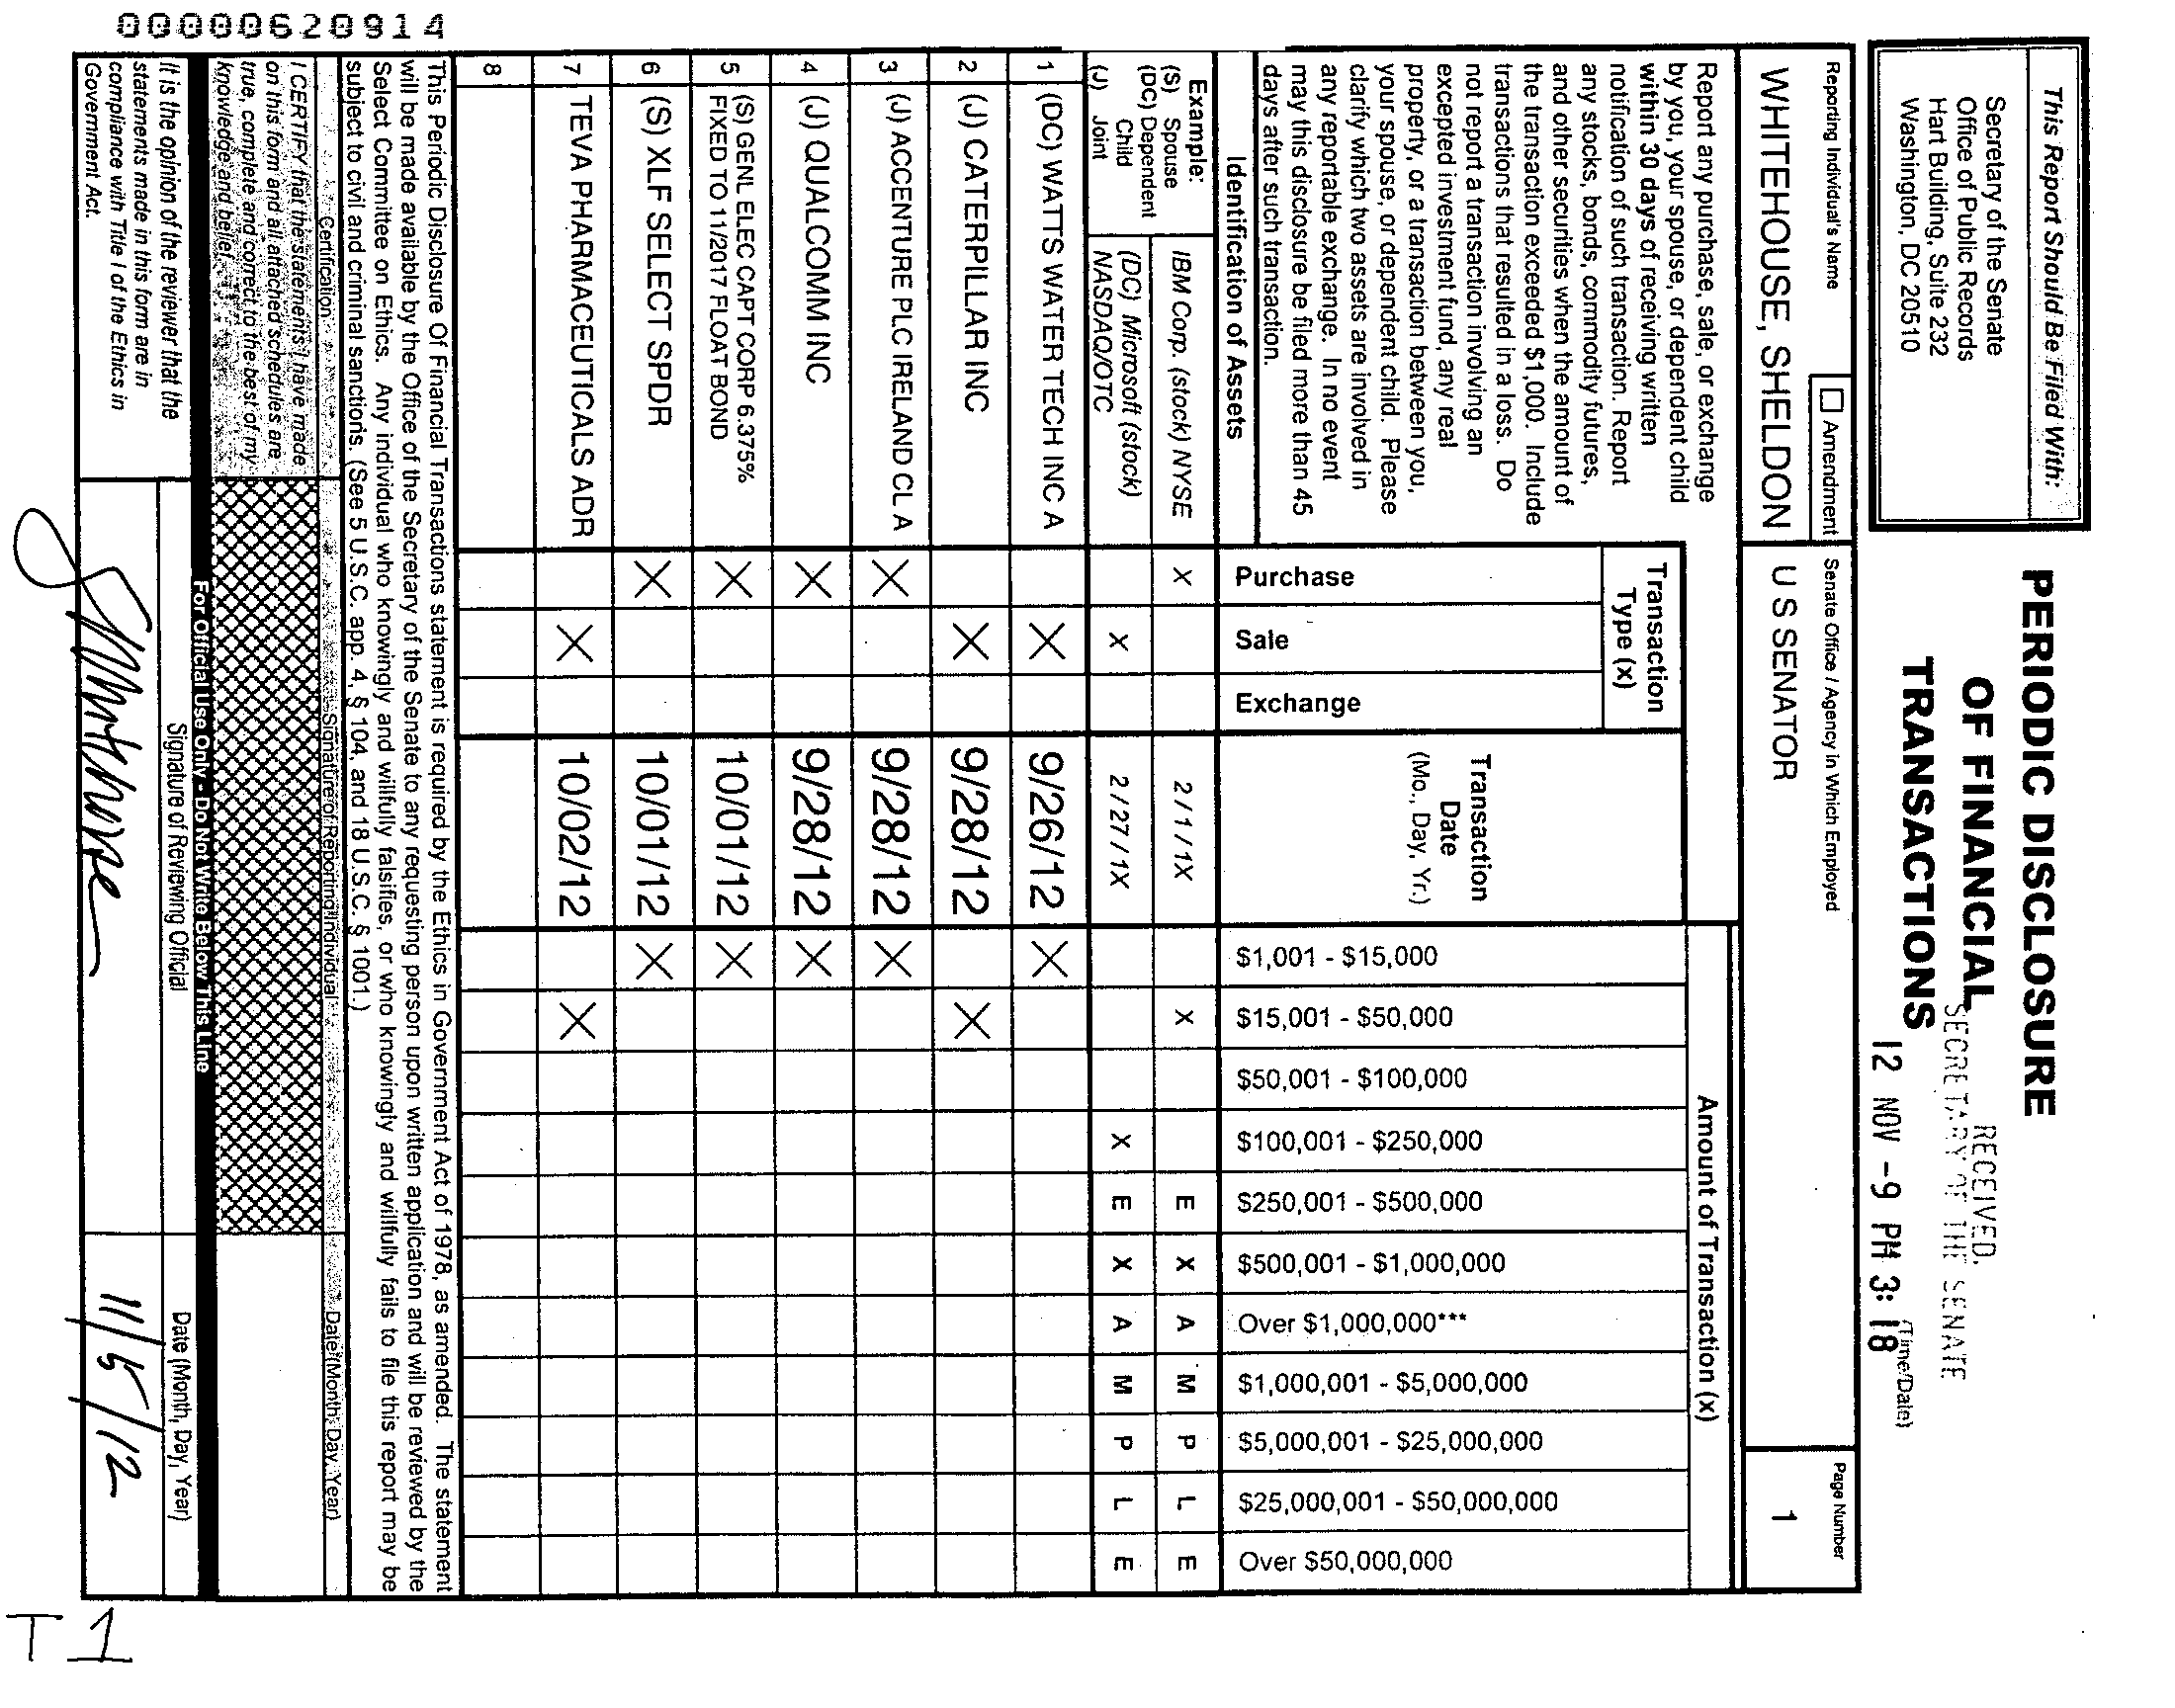 This Report Should Be Filed With:
Secretary of the Senate
Office of Public Records
Hart Building, Suite 232
Washington, DC 20510
PERIODIC DISCLOSURE
OF FINANCIAL
TRANSACTIONS
RECEIVED
SECRETARY OF THE SENATE
(Time/Date)
12 NOV -9 PM 3: 18
Reporting Individual's Name
Amendment
Senate Office / Agency in Which Employed
Page Number
WHITEHOUSE, SHELDON
U S SENATOR
1
Report any purchase, sale, or exchange
by you, your spouse, or dependent child
within 30 days of receiving written
notification of such transaction. Report
any stocks, bonds, commodity futures,
and other securities when the amount of
the transaction exceeded $1,000. Include
transactions that resulted in a loss. Do
not report a transaction involving an
excepted investment fund, any real
property, or a transaction between you,
your spouse, or dependent child. Please
clarify which two assets are involved in
any reportable exchange. In no event
may this disclosure be filed more than 45
days after such transaction.
Identification of Assets
Transaction
Type (x)
Purchase
Sale
Exchange
Transaction
Date
(Mo., Day, Yr.)
Amount of Transaction (x)
$1,001 - $15,000
$15,001 - $50,000
$50,001 - $100,000
$100,001 - $250,000
$250,001 - $500,000
$500,001 - $1,000,000
Over $1,000,000***
$1,000,001 - $5,000,000
$5,000,001 - $25,000,000
$25,000,001 - $50,000,000
Over $50,000,000
Example:
(S) Spouse
(DC) Dependent
Child
(J) Joint
IBM Corp. (stock) NYSE X 2 / 1 / 1X X E X A M P L E
(DC) Microsoft (stock)
NASDAQ/OTC X 2 / 27 / 1X X E X A M P L E
1 (DC) WATTS WATER TECH INC A X 9/26/12 X
2 (J) CATERPILLAR INC X 9/28/12 X
3 (J) ACCENTURE PLC IRELAND CL A X 9/28/12 X
4 (J) QUALCOMM INC X 9/28/12 X
5 (S) GENL ELEC CAPT CORP 6.375%
FIXED TO 11/2017 FLOAT BOND X 10/01/12 X
6 (S) XLF SELECT SPDR X 10/01/12 X
7 TEVA PHARMACEUTICALS ADR X 10/02/12 X
8
This Periodic Disclosure Of Financial Transactions statement is required by the Ethics in Government Act of 1978, as amended. The statement
will be made available by the Office of the Secretary of the Senate to any requesting person upon written application and will be reviewed by the
Select Committee on Ethics. Any individual who knowingly and willfully falsifies, or who knowingly and willfully fails to file this report may be
subject to civil and criminal sanctions. (See 5 U.S.C. app. 4, § 104, and 18 U.S.C. § 1001.)
Certification
Signature of Reporting Individual
Date (Month, Day, Year)
I CERTIFY that the statements I have made
on this form and all attached schedules are
true, complete and correct to the best of my
knowledge and belief.
For Official Use Only - Do Not Write Below This Line
It is the opinion of the reviewer that the
statements made in this form are in
compliance with Title I of the Ethics in
Government Act.
Signature of Reviewing Official
Date (Month, Day, Year)
11/5/12
00000620914
T 1